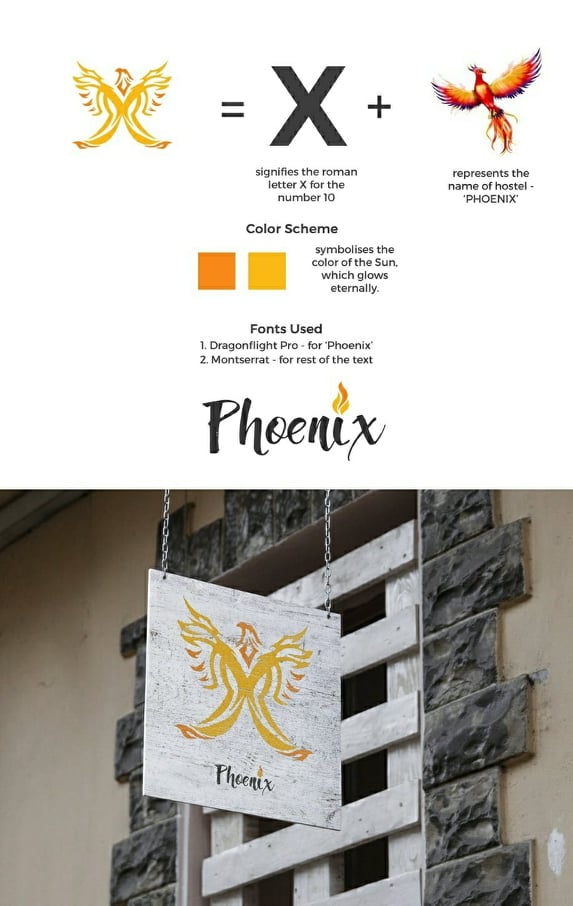 = X +
signifies the roman
letter X for the
number 10
represents the
name of hostel -
‘PHOENIX’
Color Scheme
symbolises the
color of the Sun,
which glows
eternally.
Fonts Used
1. Dragonflight Pro - for ‘Phoenix’
2. Montserrat - for rest of the text
Phoenix
Phoenix